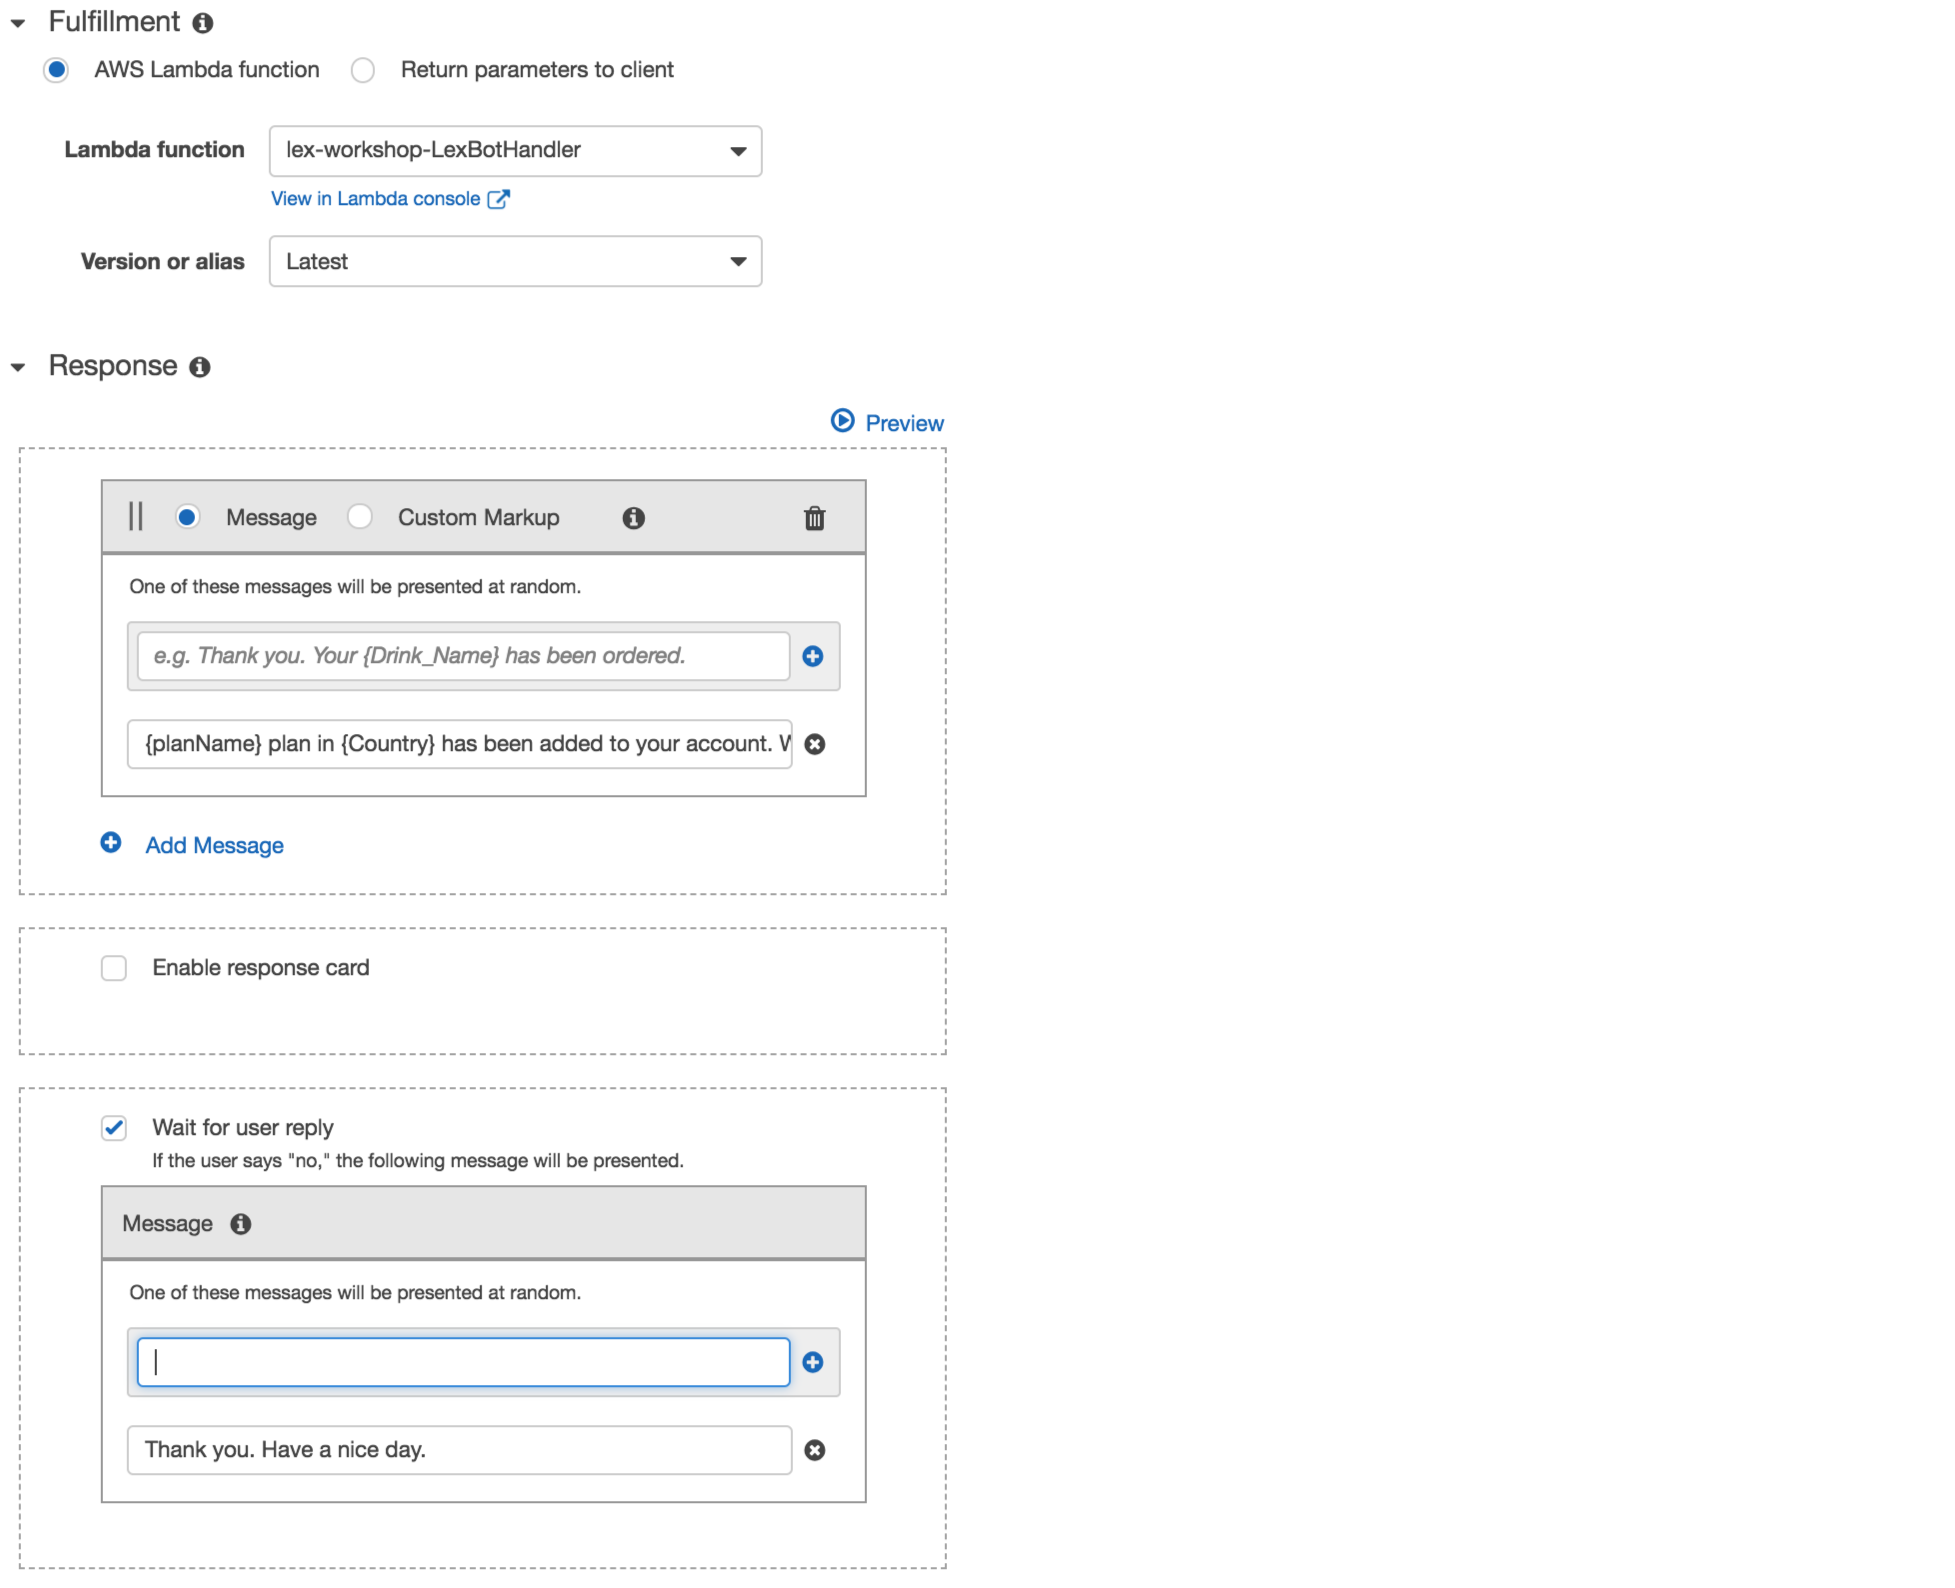 Fulfillment
AWS Lambda function Return parameters to client
Lambda function lex-workshop-LexBotHandler
View in Lambda console
Version or alias Latest
Response
Preview
Message Custom Markup
One of these messages will be presented at random.
e.g. Thank you. Your {Drink_Name} has been ordered.
{planName} plan in {Country} has been added to your account.
Add Message
Enable response card
Wait for user reply
If the user says "no," the following message will be presented.
Message
One of these messages will be presented at random.
Thank you. Have a nice day.